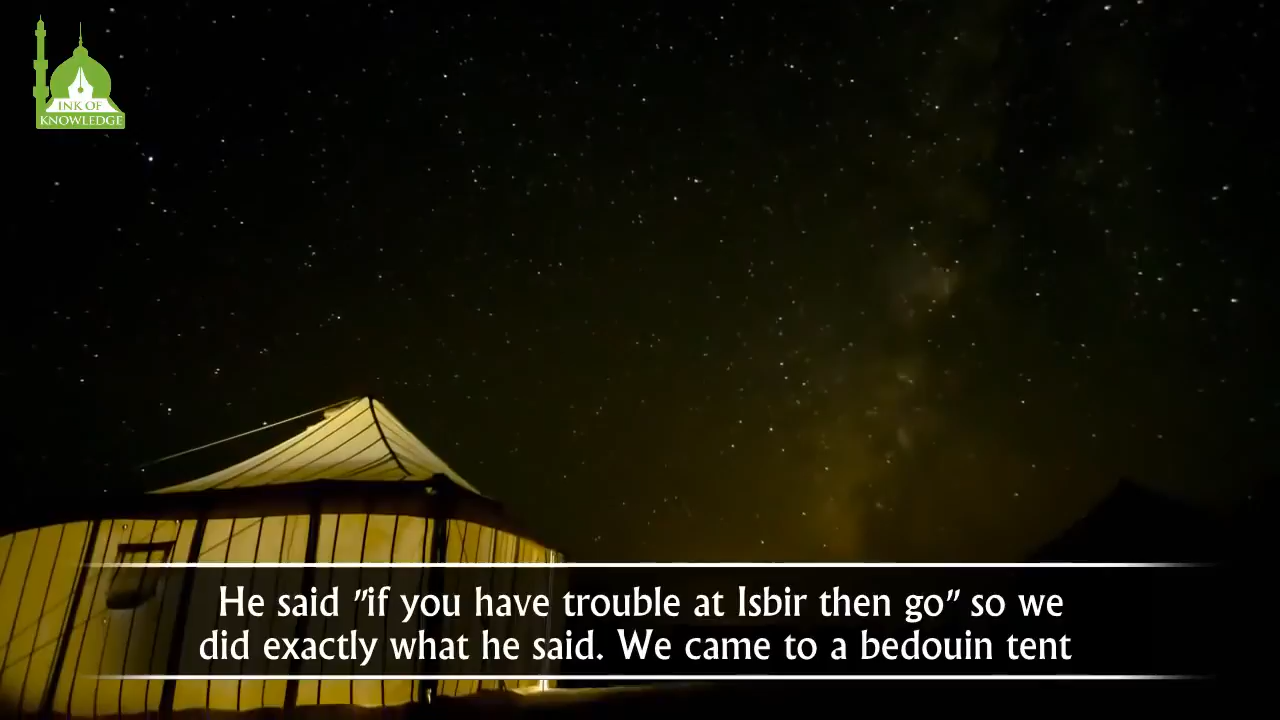 INK OF
KNOWLEDGE
He said "if you have trouble at Isbir then go" so we
did exactly what he said. We came to a bedouin tent